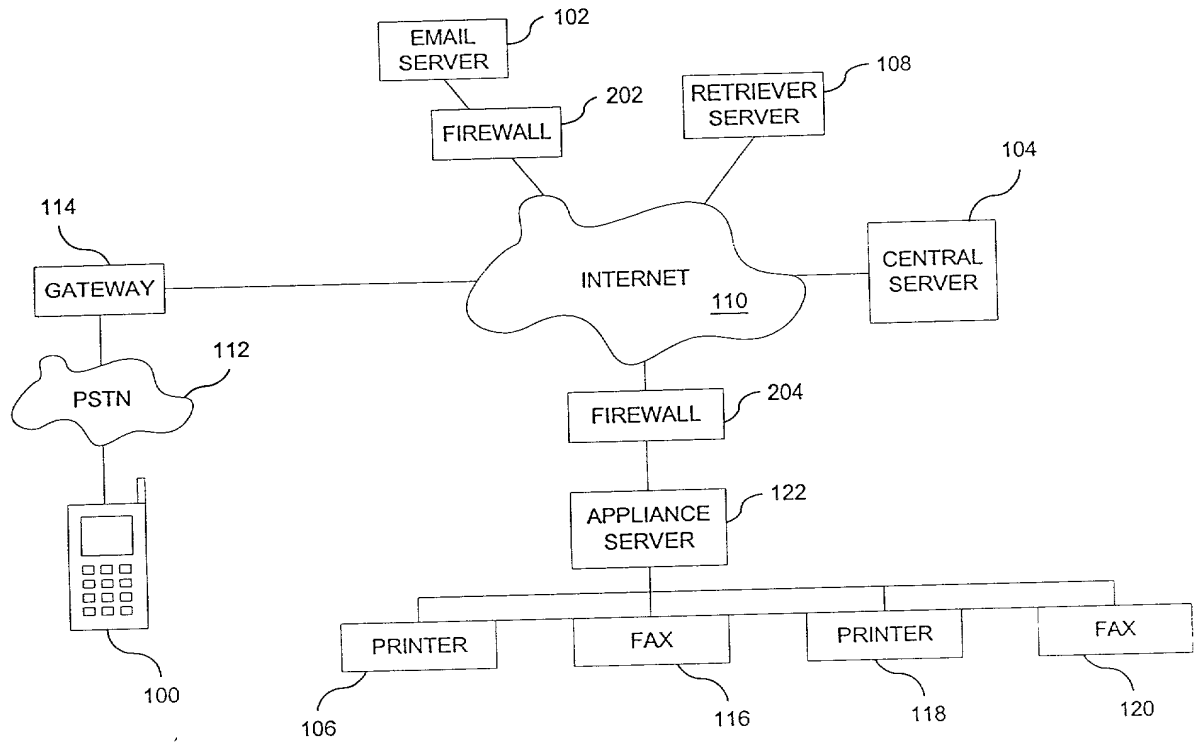 EMAIL
SERVER
102
FIREWALL
202
RETRIEVER
SERVER
108
104
CENTRAL
SERVER
114
GATEWAY
INTERNET
110
112
PSTN
FIREWALL
204
APPLIANCE
SERVER
122
100
PRINTER
FAX
PRINTER
FAX
106
116
118
120